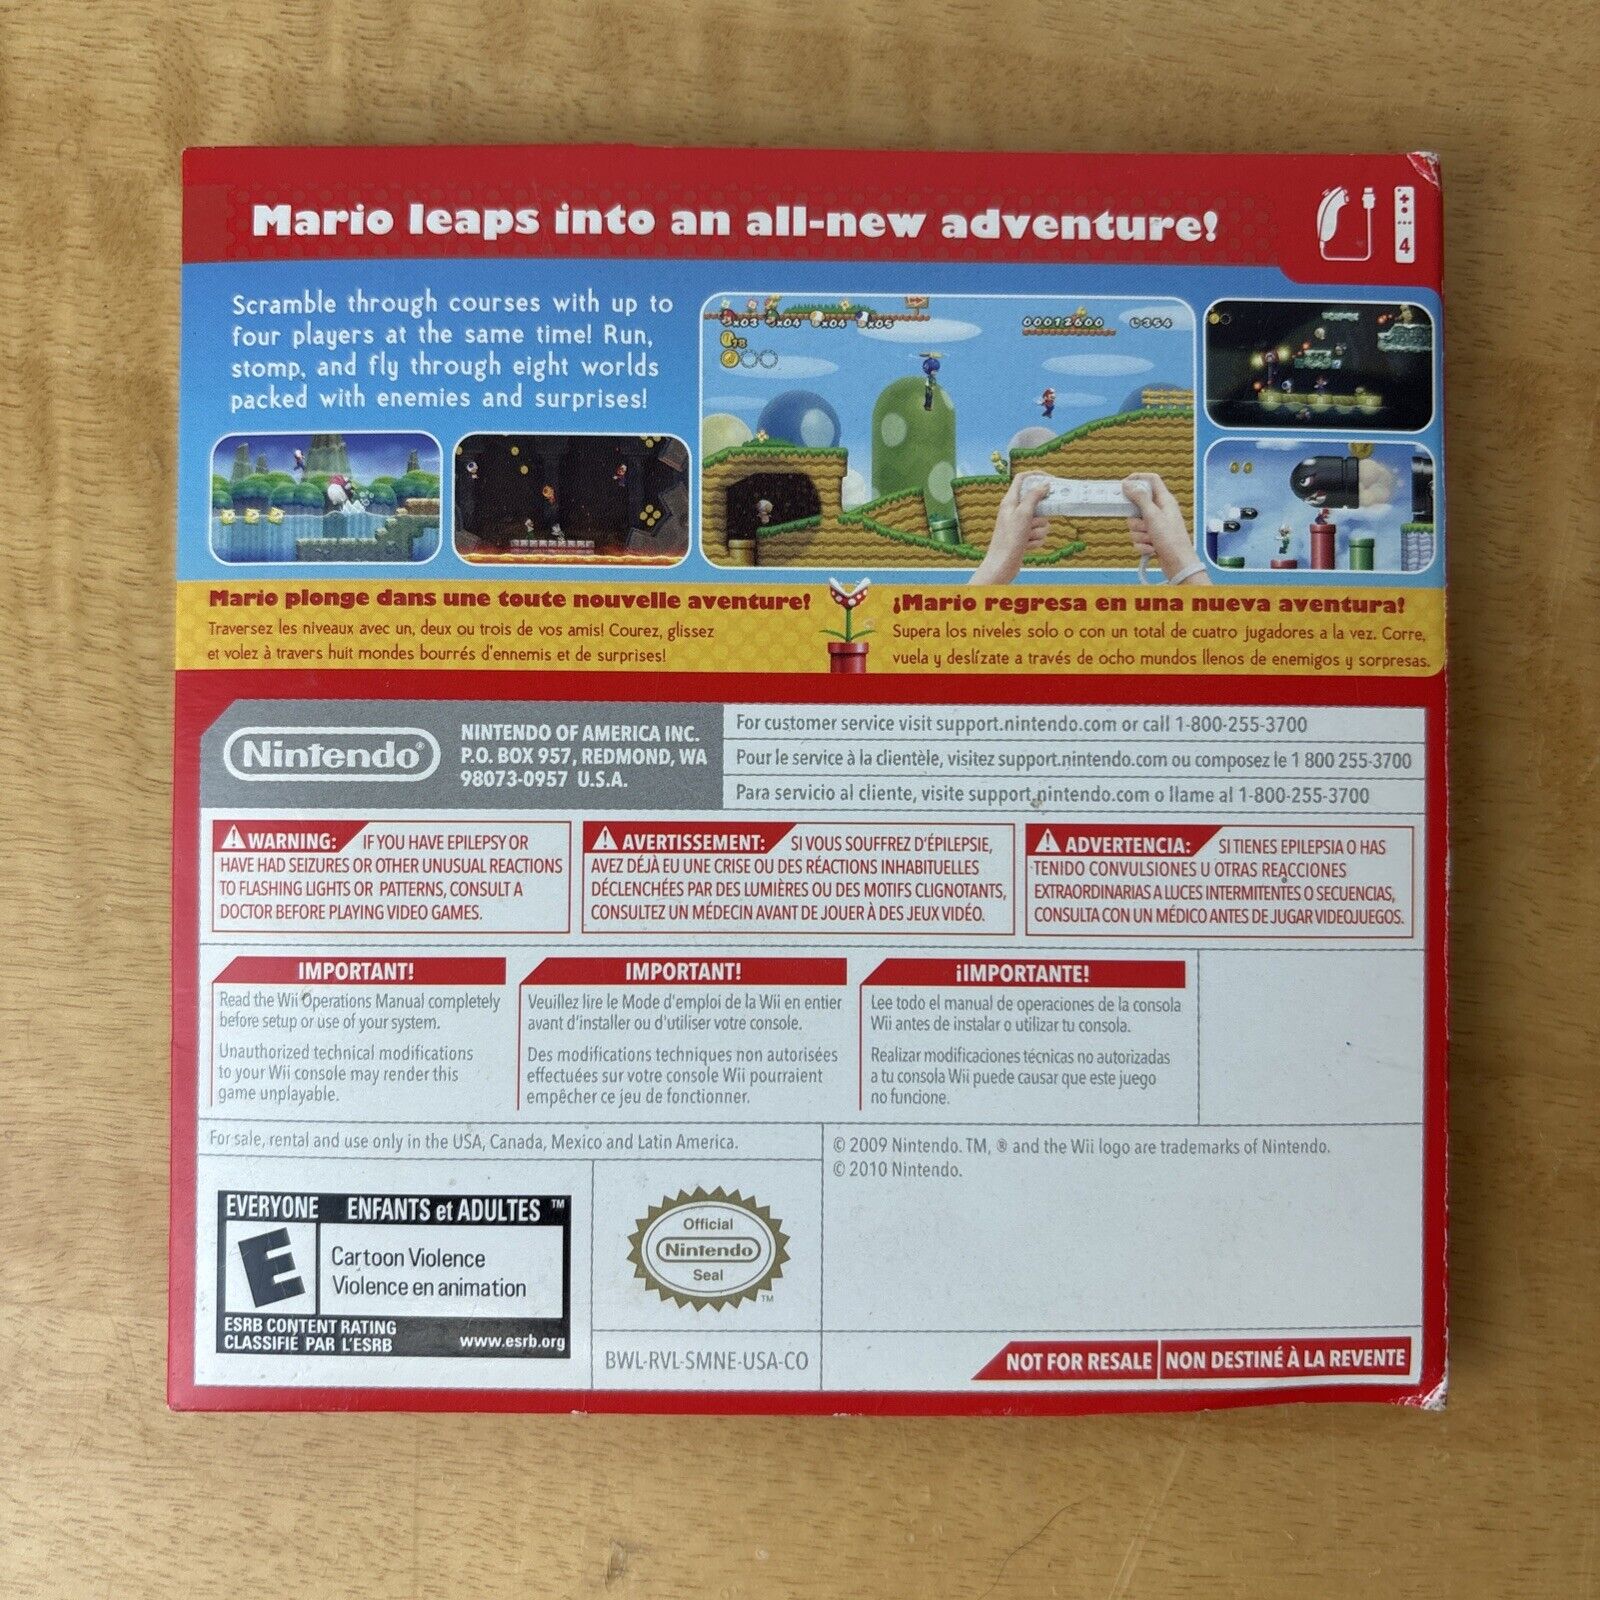 Mario leaps into an all-new adventure!
4
Scramble through courses with up to
four players at the same time! Run,
stomp, and fly through eight worlds
packed with enemies and surprises!
x03 x04 x04 x05
00012600
354
18
Mario plonge dans une toute nouvelle aventure!
Traversez les niveaux avec un, deux ou trois de vos amis! Courez, glissez
et volez à travers huit mondes bourrés d'ennemis et de surprises!
¡Mario regresa en una nueva aventura!
Supera los niveles solo o con un total de cuatro jugadores a la vez. Corre,
vuela y deslízate a través de ocho mundos llenos de enemigos y sorpresas.
Nintendo®
NINTENDO OF AMERICA INC.
P.O. BOX 957, REDMOND, WA
98073-0957 U.S.A.
For customer service visit support.nintendo.com or call 1-800-255-3700
Pour le service à la clientèle, visitez support.nintendo.com ou composez le 1 800 255-3700
Para servicio al cliente, visite support.nintendo.com o llame al 1-800-255-3700
WARNING: IF YOU HAVE EPILEPSY OR
HAVE HAD SEIZURES OR OTHER UNUSUAL REACTIONS
TO FLASHING LIGHTS OR PATTERNS, CONSULT A
DOCTOR BEFORE PLAYING VIDEO GAMES.
AVERTISSEMENT: SI VOUS SOUFFREZ D'ÉPILEPSIE,
AVEZ DÉJÀ EU UNE CRISE OU DES RÉACTIONS INHABITUELLES
DÉCLENCHÉES PAR DES LUMIÈRES OU DES MOTIFS CLIGNOTANTS,
CONSULTEZ UN MÉDECIN AVANT DE JOUER À DES JEUX VIDÉO.
ADVERTENCIA: SI TIENES EPILEPSIA O HAS
TENIDO CONVULSIONES U OTRAS REACCIONES
EXTRAORDINARIAS A LUCES INTERMITENTES O SECUENCIAS,
CONSULTA CON UN MÉDICO ANTES DE JUGAR VIDEOJUEGOS.
IMPORTANT!
Read the Wii Operations Manual completely
before setup or use of your system.
Unauthorized technical modifications
to your Wii console may render this
game unplayable.
IMPORTANT!
Veuillez lire le Mode d'emploi de la Wii en entier
avant d'installer ou d'utiliser votre console.
Des modifications techniques non autorisées
effectuées sur votre console Wii pourraient
empêcher ce jeu de fonctionner.
¡IMPORTANTE!
Lee todo el manual de operaciones de la consola
Wii antes de instalar o utilizar tu consola.
Realizar modificaciones técnicas no autorizadas
a tu consola Wii puede causar que este juego
no funcione.
For sale, rental and use only in the USA, Canada, Mexico and Latin America.
© 2009 Nintendo. TM, ® and the Wii logo are trademarks of Nintendo.
© 2010 Nintendo.
EVERYONE ENFANTS et ADULTES ™
E
Cartoon Violence
Violence en animation
ESRB CONTENT RATING
CLASSIFIÉ PAR L'ESRB www.esrb.org
Official
Nintendo
Seal
TM
BWL-RVL-SMNE-USA-CO
NOT FOR RESALE NON DESTINÉ À LA REVENTE